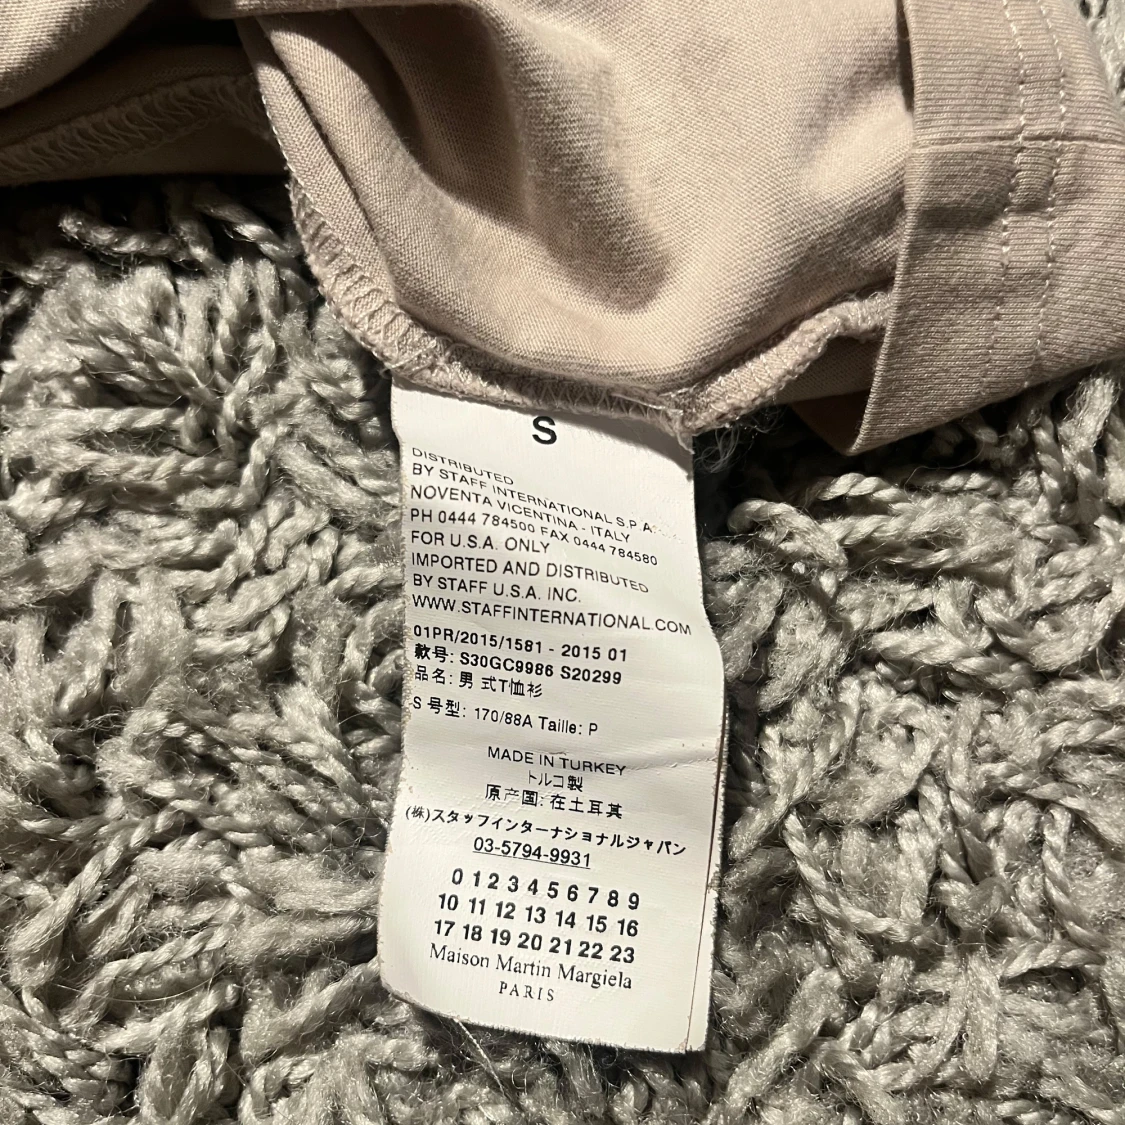 S
DISTRIBUTED
BY STAFF INTERNATIONAL S.P.A.
NOVENTA VICENTINA - ITALY
PH 0444 784500 FAX 0444 784580
FOR U.S.A. ONLY
IMPORTED AND DISTRIBUTED
BY STAFF U.S.A. INC.
WWW.STAFFINTERNATIONAL.COM
01PR/2015/1581 - 2015 01
款号: S30GC9986 S20299
品名: 男 式T恤衫
S 号型: 170/88A Taille: P
MADE IN TURKEY
トルコ製
原产国: 在土耳其
(株)スタッフインターナショナルジャパン
03-5794-9931
0 1 2 3 4 5 6 7 8 9
10 11 12 13 14 15 16
17 18 19 20 21 22 23
Maison Martin Margiela
PARIS